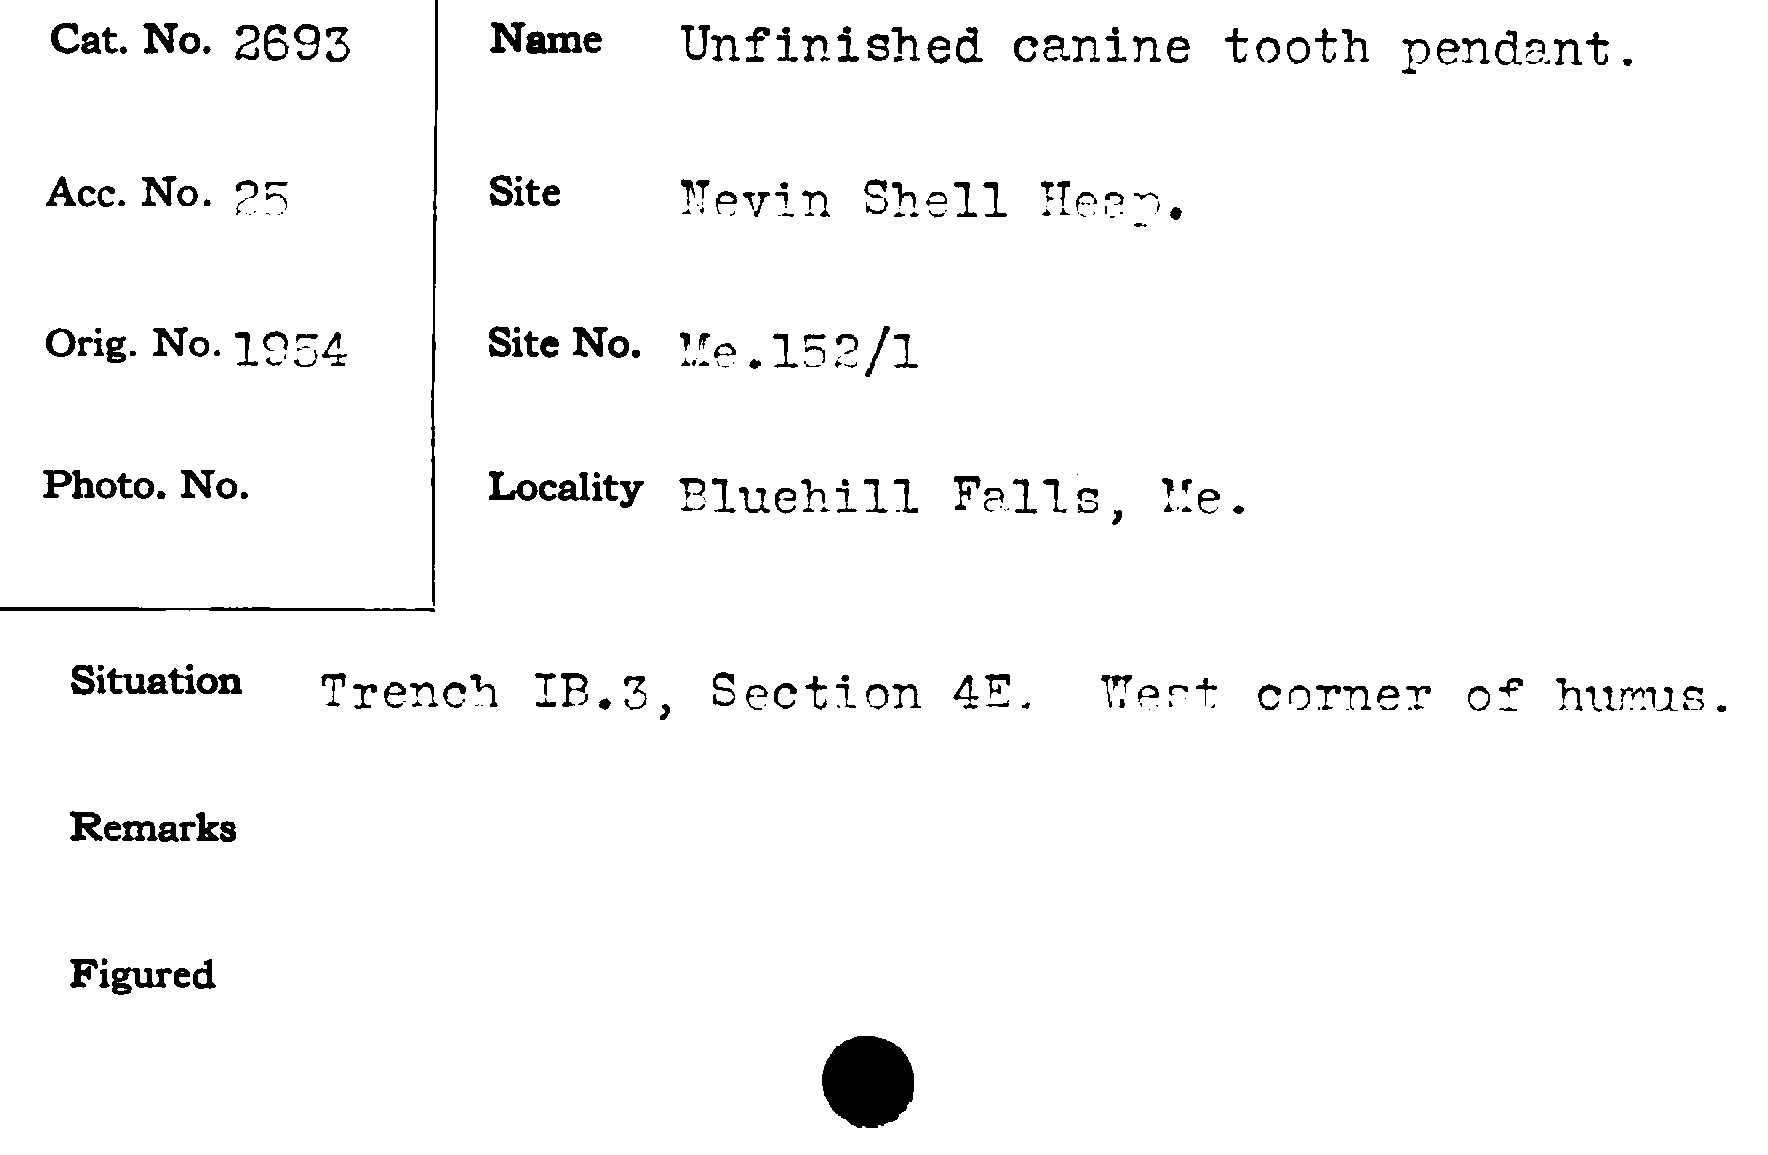 Cat. No. 2693
Name Unfinished canine tooth pendant.
Acc. No. 25
Site Nevin Shell Heap.
Orig. No. 1954
Site No. Me.152/1
Photo. No.
Locality Bluehill Falls, Me.
Situation Trench IB.3, Section 4E. West corner of humus.
Remarks
Figured